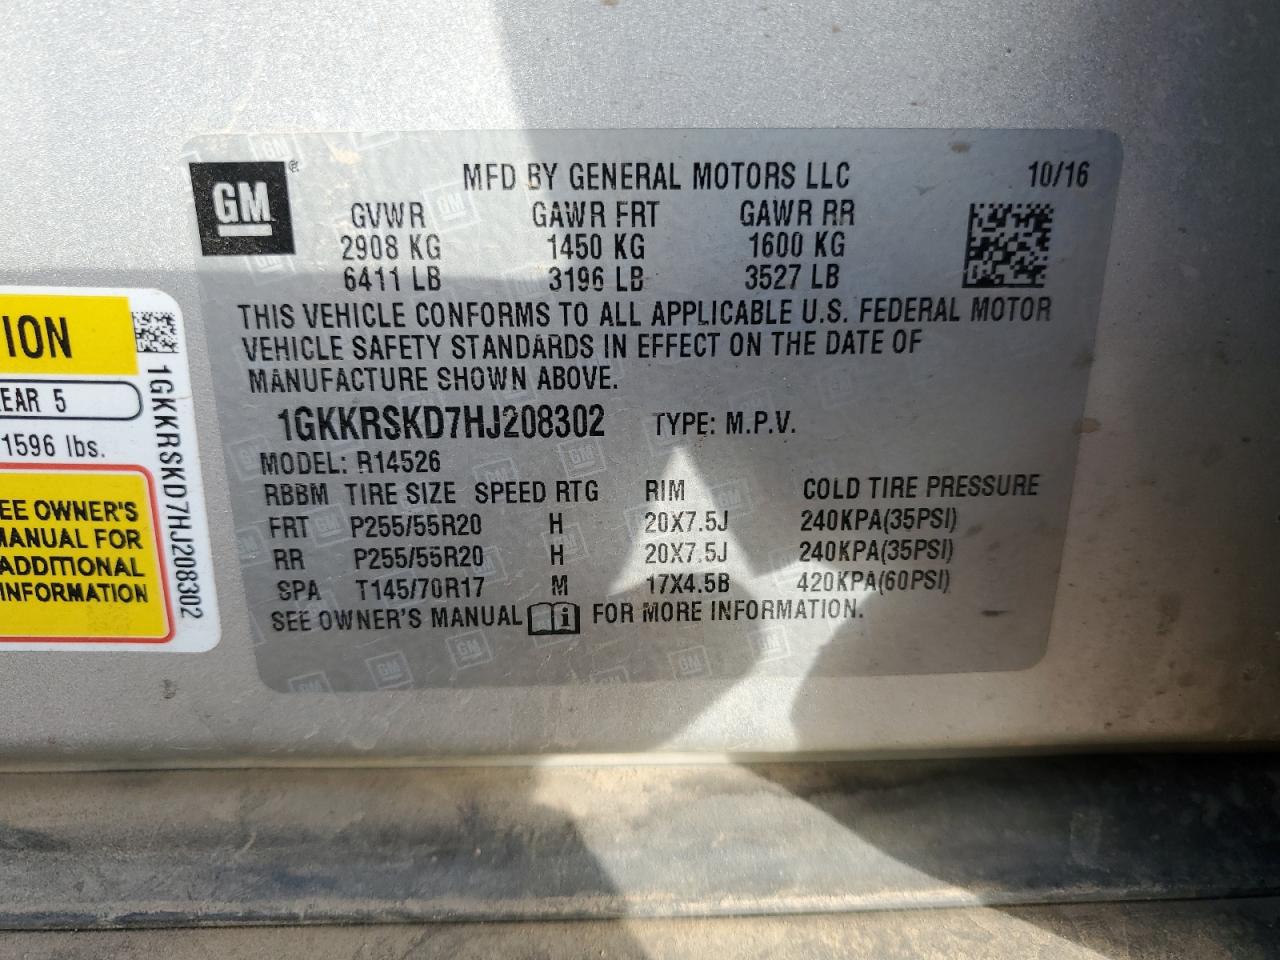 GM
MFD BY GENERAL MOTORS LLC 10/16
GVWR GAWR FRT GAWR RR
2908 KG 1450 KG 1600 KG
6411 LB 3196 LB 3527 LB
THIS VEHICLE CONFORMS TO ALL APPLICABLE U.S. FEDERAL MOTOR
VEHICLE SAFETY STANDARDS IN EFFECT ON THE DATE OF
MANUFACTURE SHOWN ABOVE.
1GKKRSKD7HJ208302 TYPE: M.P.V.
MODEL: R14526
RBBM TIRE SIZE SPEED RTG RIM COLD TIRE PRESSURE
FRT P255/55R20 H 20X7.5J 240KPA(35PSI)
RR P255/55R20 H 20X7.5J 240KPA(35PSI)
SPA T145/70R17 M 17X4.5B 420KPA(60PSI)
SEE OWNER'S MANUAL FOR MORE INFORMATION.
ION
EAR 5
1596 lbs.
EE OWNER'S
MANUAL FOR
ADDITIONAL
INFORMATION
1GKKRSKD7HJ208302